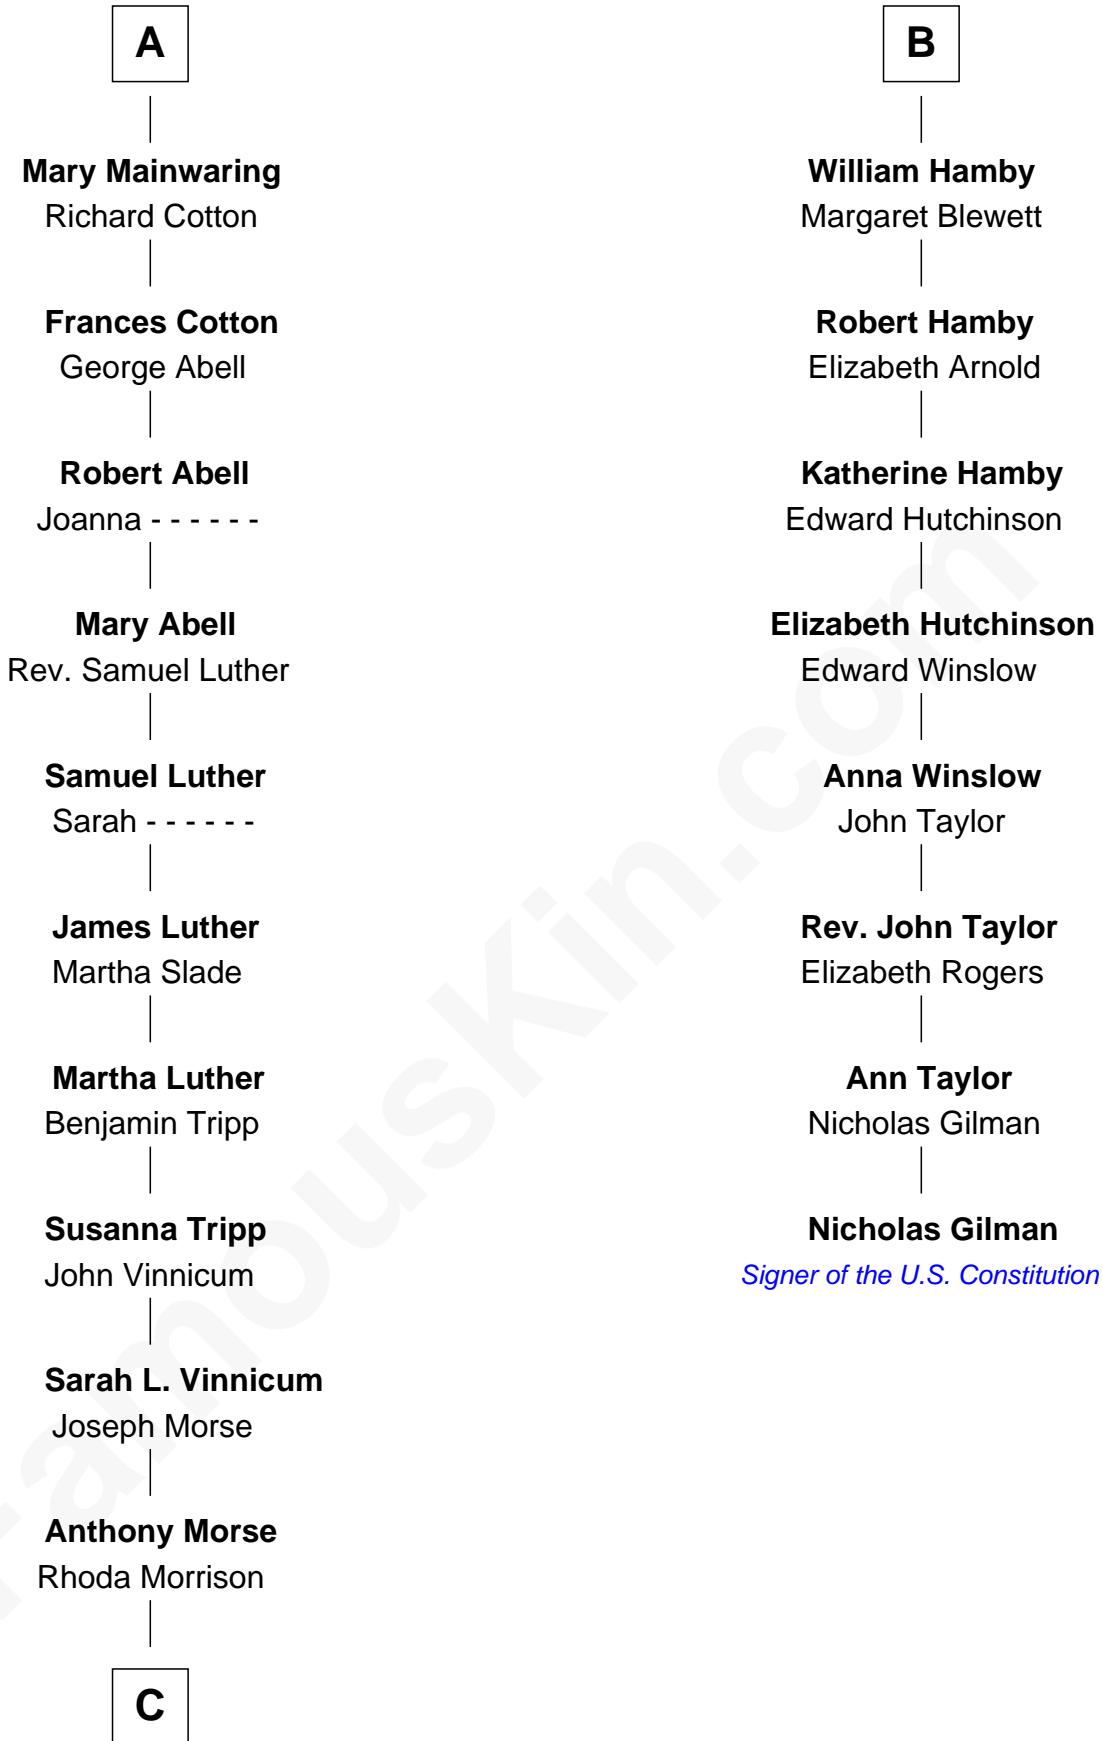 A
Mary Mainwaring
Richard Cotton
Frances Cotton
George Abell
Robert Abell
Joanna - - - - - -
Mary Abell
Rev. Samuel Luther
Samuel Luther
Sarah - - - - - -
James Luther
Martha Slade
Martha Luther
Benjamin Tripp
Susanna Tripp
John Vinnicum
Sarah L. Vinnicum
Joseph Morse
Anthony Morse
Rhoda Morrison
C
B
William Hamby
Margaret Blewett
Robert Hamby
Elizabeth Arnold
Katherine Hamby
Edward Hutchinson
Elizabeth Hutchinson
Edward Winslow
Anna Winslow
John Taylor
Rev. John Taylor
Elizabeth Rogers
Ann Taylor
Nicholas Gilman
Nicholas Gilman
Signer of the U.S. Constitution
FamousKin.com